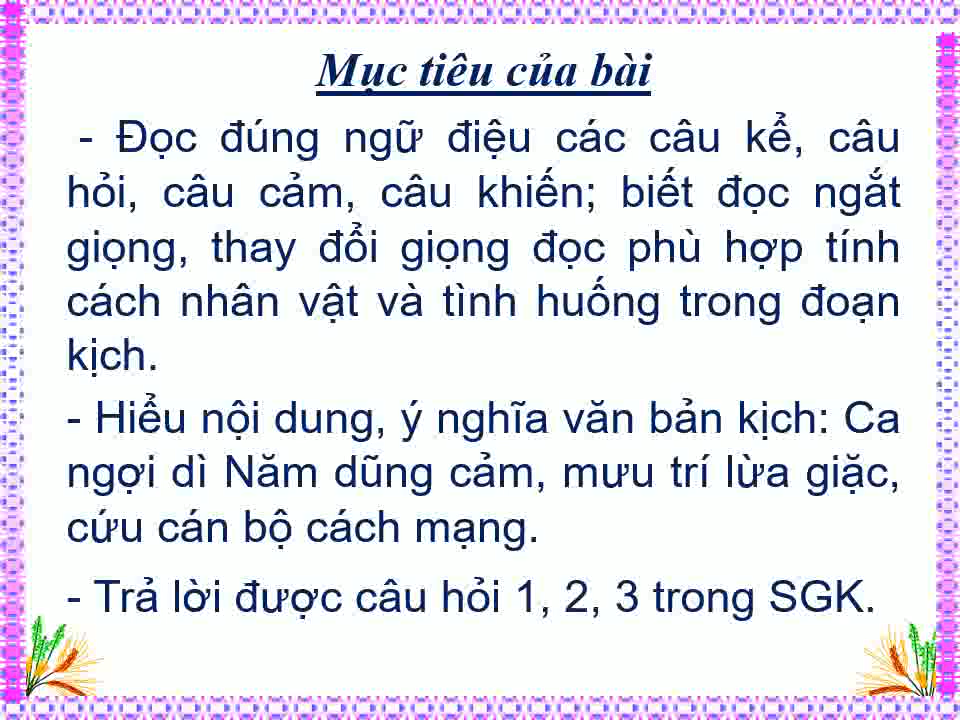 Mục tiêu của bài
- Đọc đúng ngữ điệu các câu kể, câu
hỏi, câu cảm, câu khiến; biết đọc ngắt
giọng, thay đổi giọng đọc phù hợp tính
cách nhân vật và tình huống trong đoạn
kịch.
- Hiểu nội dung, ý nghĩa văn bản kịch: Ca
ngợi dì Năm dũng cảm, mưu trí lừa giặc,
cứu cán bộ cách mạng.
- Trả lời được câu hỏi 1, 2, 3 trong SGK.